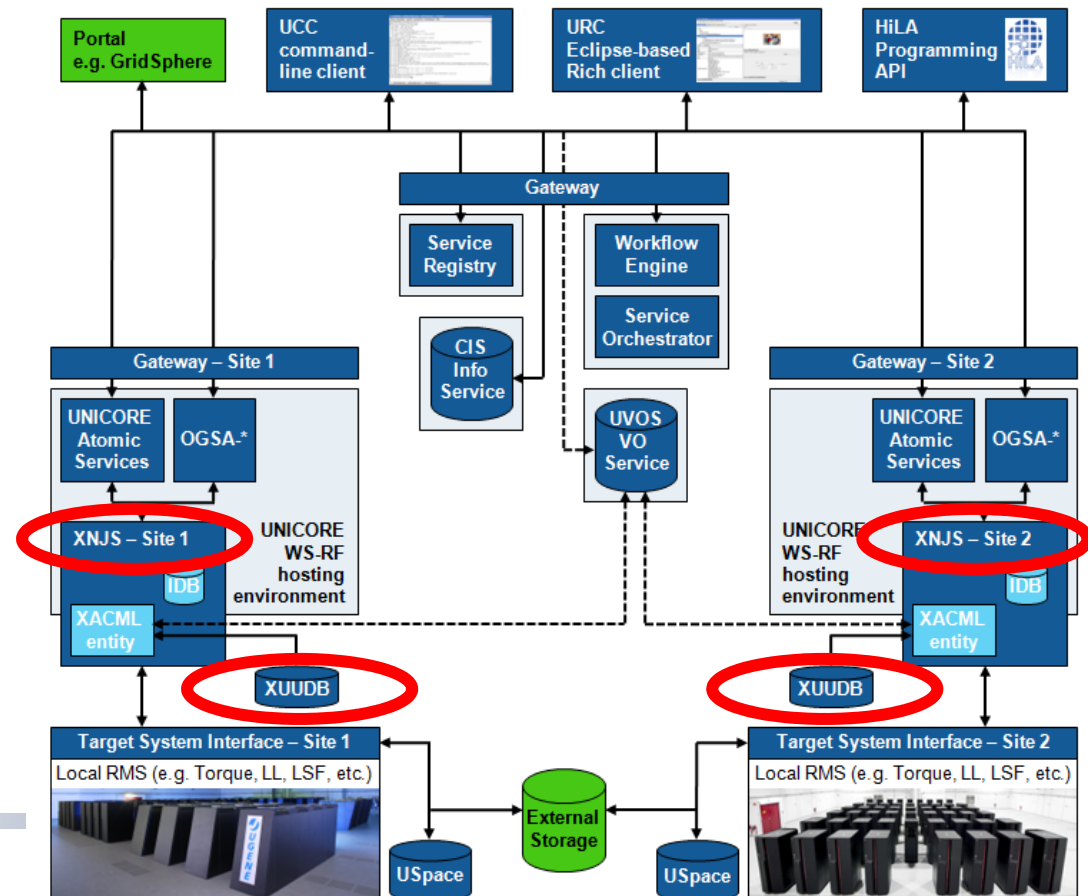 Portal
e.g. GridSphere
UCC
command-
line client
URC
Eclipse-based
Rich client
HiLA
Programming
API
HiLA
Gateway
Service
Registry
Workflow
Engine
Service
Orchestrator
CIS
Info
Service
UVOS
VO
Service
Gateway – Site 1
UNICORE
Atomic
Services
OGSA-*
XNJS – Site 1
IDB
UNICORE
WS-RF
hosting
environment
XACML
entity
XUUDB
Gateway – Site 2
UNICORE
Atomic
Services
OGSA-*
UNICORE
WS-RF
hosting
environment
XNJS – Site 2
IDB
XACML
entity
XUUDB
Target System Interface – Site 1
Local RMS (e.g. Torque, LL, LSF, etc.)
JUGENE
USpace
External
Storage
Target System Interface – Site 2
Local RMS (e.g. Torque, LL, LSF, etc.)
USpace